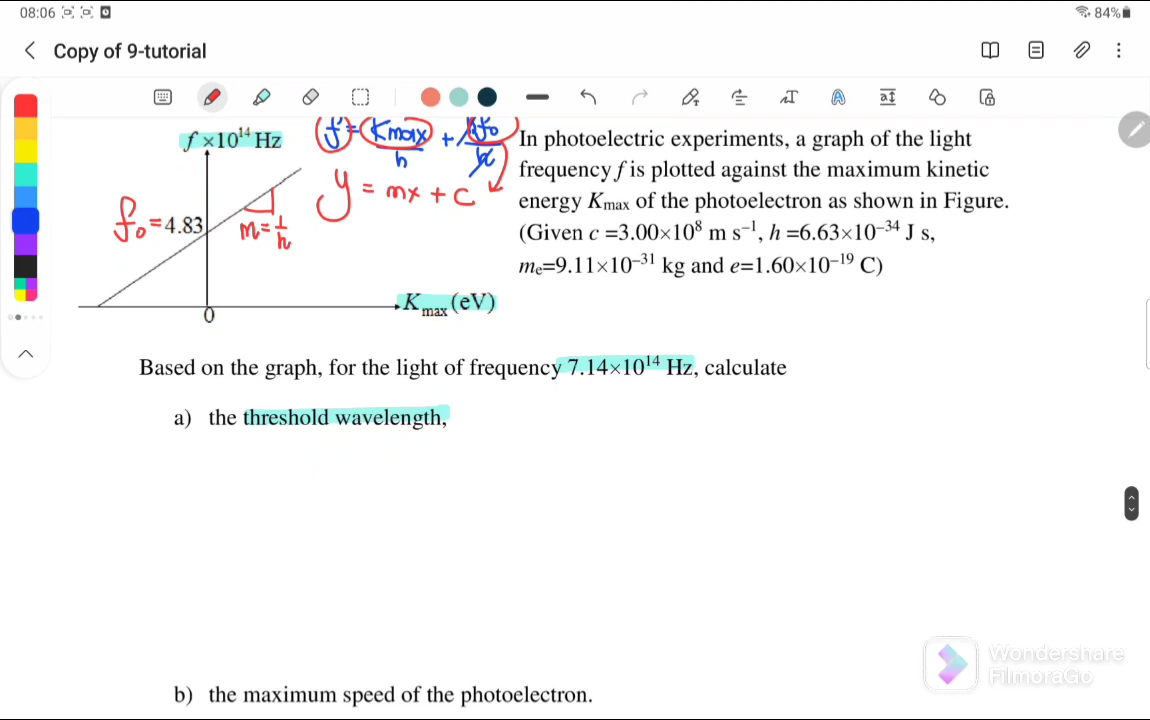 08:06 84%
Copy of 9-tutorial
f ×10¹⁴ Hz
f = Kmax/h + hf₀/h
y = mx + c
f₀ = 4.83
m = 1/h
0
Kmax (eV)
In photoelectric experiments, a graph of the light
frequency f is plotted against the maximum kinetic
energy Kmax of the photoelectron as shown in Figure.
(Given c =3.00×10⁸ m s⁻¹, h =6.63×10⁻³⁴ J s,
me=9.11×10⁻³¹ kg and e=1.60×10⁻¹⁹ C)
Based on the graph, for the light of frequency 7.14×10¹⁴ Hz, calculate
a) the threshold wavelength,
b) the maximum speed of the photoelectron.
Wondershare
FilmoraGo